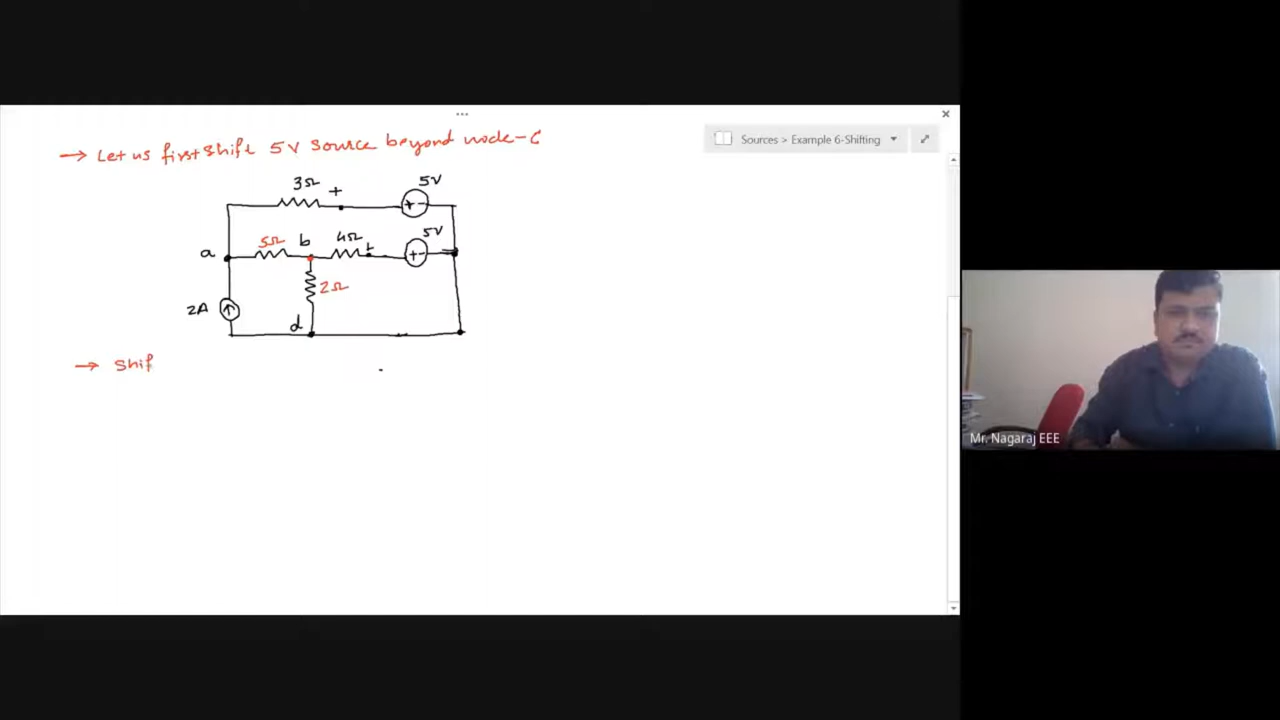 ...
Sources > Example 6-Shifting
→ Let us first shift 5V source beyond node-C
3Ω + 5V
5Ω b 4Ω 5V
a
2A 2Ω
d
→ Shif
Mr. Nagaraj EEE